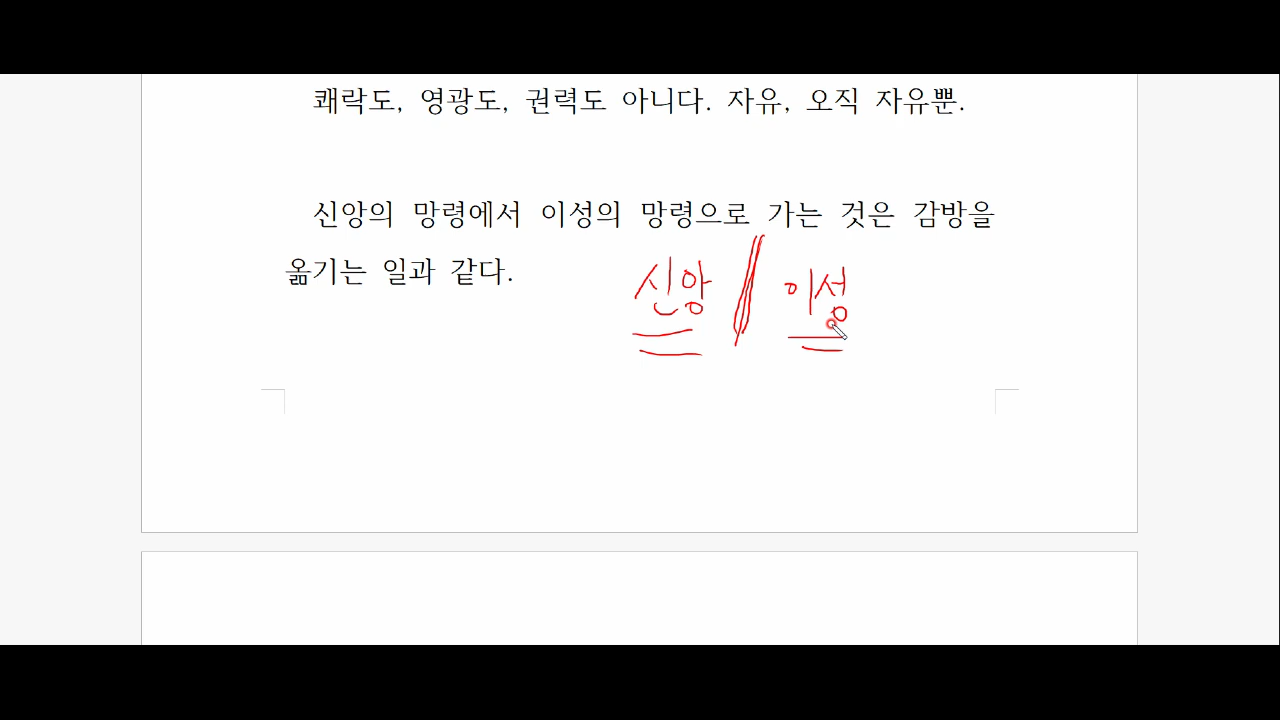 쾌락도, 영광도, 권력도 아니다. 자유, 오직 자유뿐.
신앙의 망령에서 이성의 망령으로 가는 것은 감방을
옮기는 일과 같다.
신앙 이성